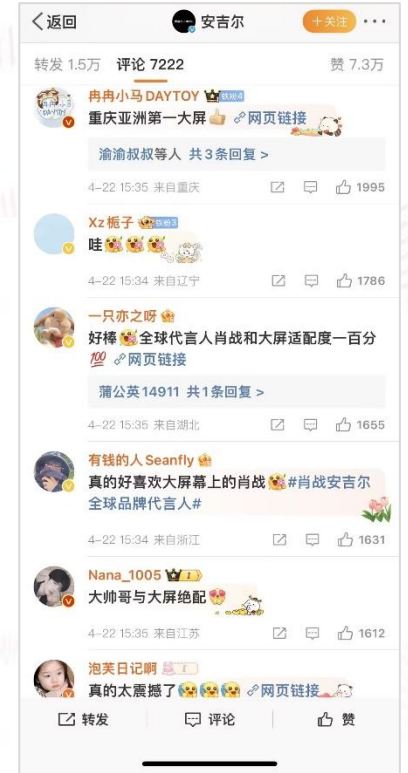 返回
安吉尔
+关注
转发 1.5万 评论 7222 赞 7.3万
冉冉小马DAYTOY 铁粉4
重庆亚洲第一大屏👍 网页链接
渝渝叔叔等人 共3条回复 >
4-22 15:35 来自重庆 1995
Xz栀子 铁粉3
哇
4-22 15:34 来自辽宁 1786
一只亦之呀
好棒 全球代言人肖战和大屏适配度一百分
💯 网页链接
蒲公英14911 共1条回复 >
4-22 15:35 来自湖北 1655
有钱的人Seanfly
真的好喜欢大屏幕上的肖战 #肖战安吉尔
全球品牌代言人#
4-22 15:34 来自浙江 1631
Nana_1005 1
大帅哥与大屏绝配
4-22 15:35 来自江苏 1612
泡芙日记啊
真的太震撼了 网页链接
转发 评论 赞